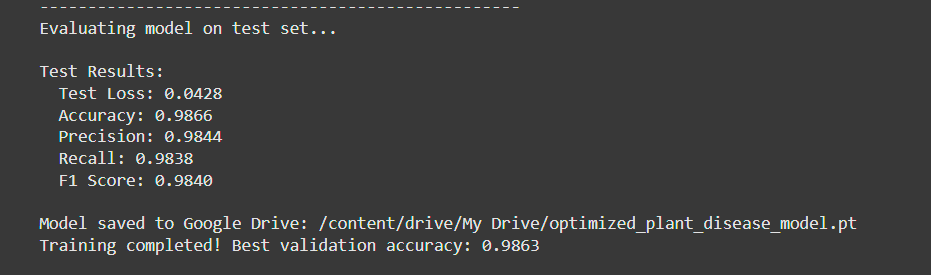 --------------------------------------------------
Evaluating model on test set...
Test Results:
Test Loss: 0.0428
Accuracy: 0.9866
Precision: 0.9844
Recall: 0.9838
F1 Score: 0.9840
Model saved to Google Drive: /content/drive/My Drive/optimized_plant_disease_model.pt
Training completed! Best validation accuracy: 0.9863